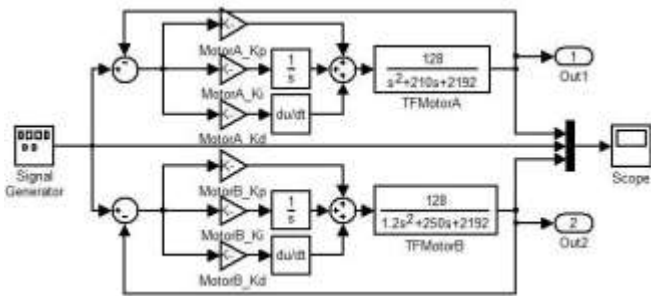 MotorA_Kp
1
s
MotorA_Ki
du/dt
MotorA_Kd
128
s²+210s+2192
TFMotorA
1
Out1
Signal
Generator
Scope
MotorB_Kp
1
s
MotorB_Ki
du/dt
MotorB_Kd
128
1.2s²+250s+2192
TFMotorB
2
Out2